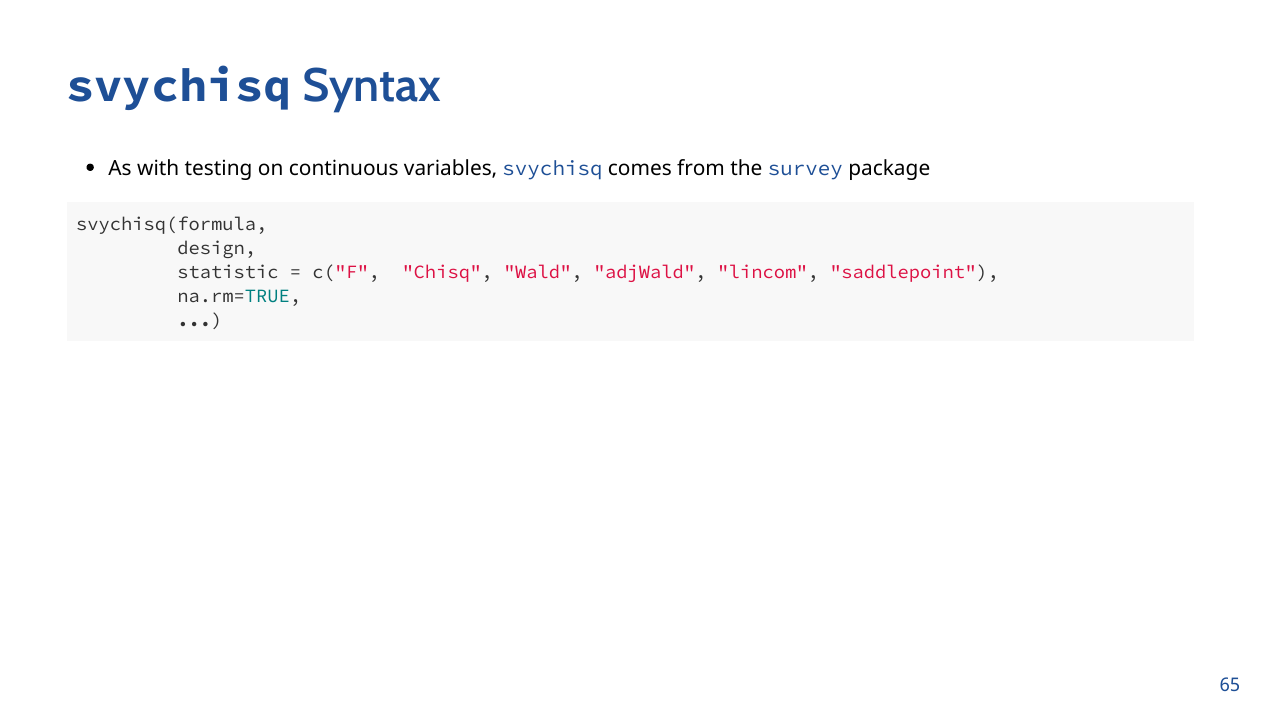 svychisq Syntax
• As with testing on continuous variables, svychisq comes from the survey package
svychisq(formula,
         design,
         statistic = c("F",  "Chisq", "Wald", "adjWald", "lincom", "saddlepoint"),
         na.rm=TRUE,
         ...)
65